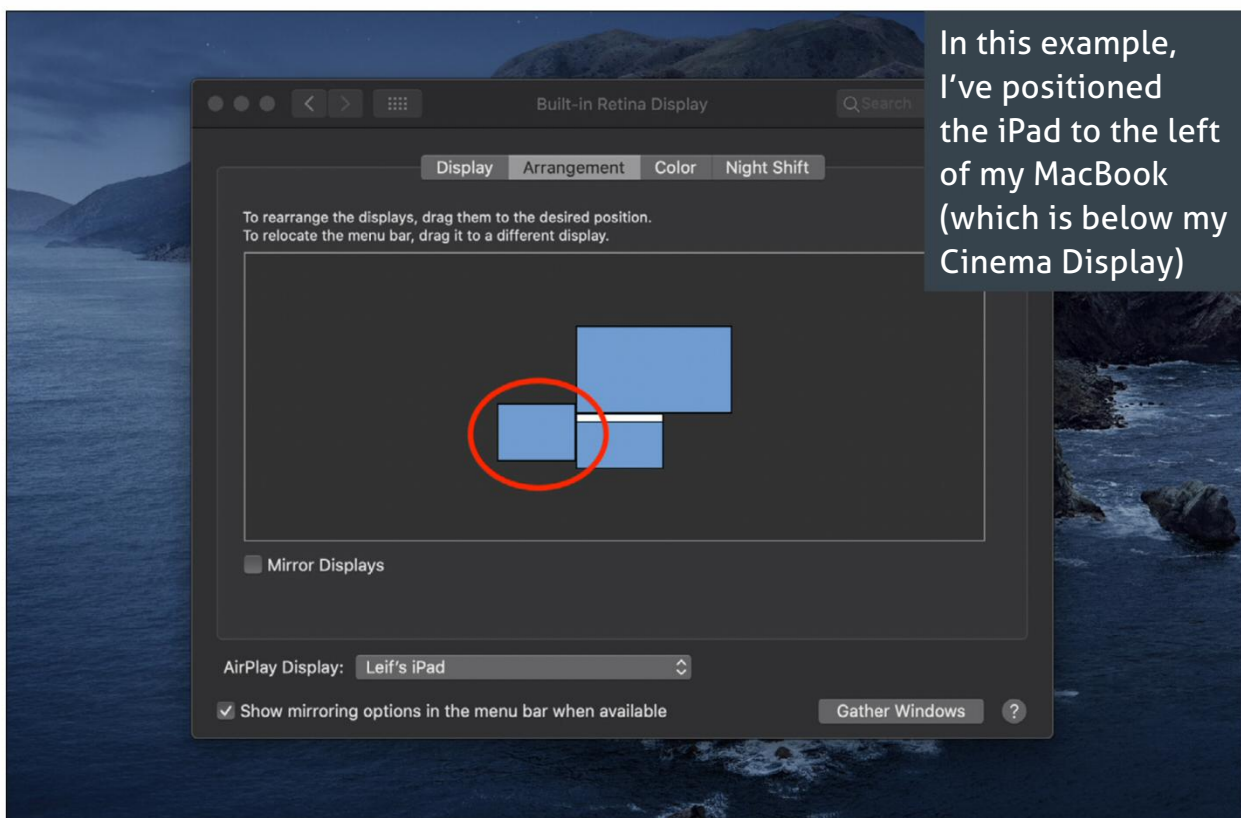 In this example,
I’ve positioned
the iPad to the left
of my MacBook
(which is below my
Cinema Display)
Built-in Retina Display
Search
Display Arrangement Color Night Shift
To rearrange the displays, drag them to the desired position.
To relocate the menu bar, drag it to a different display.
Mirror Displays
AirPlay Display: Leif's iPad
Show mirroring options in the menu bar when available
Gather Windows ?